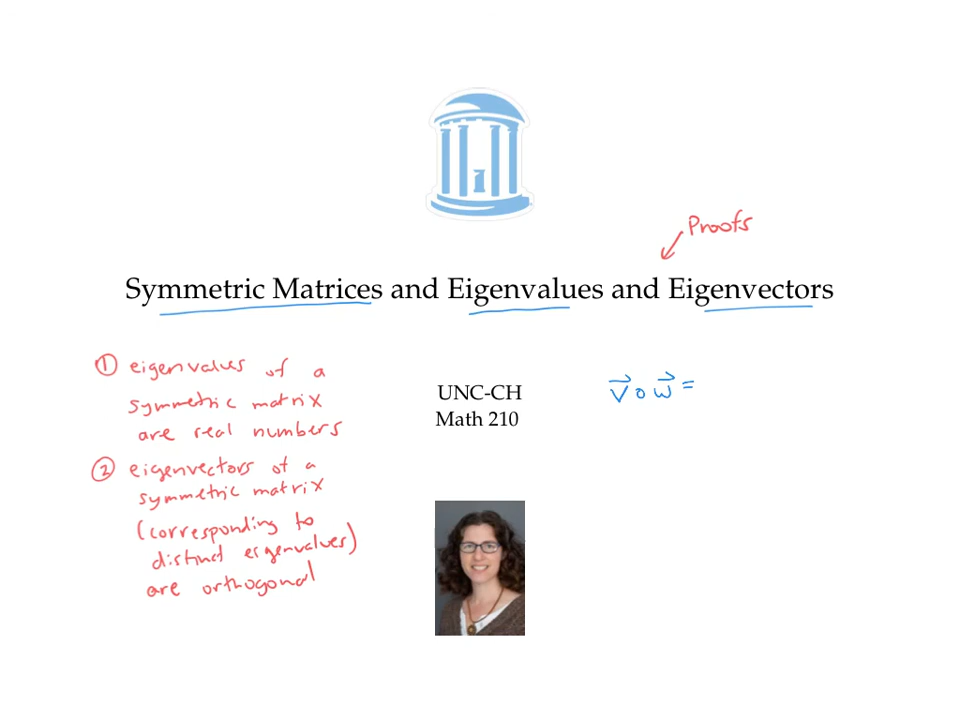 Proofs
Symmetric Matrices and Eigenvalues and Eigenvectors
① eigenvalues of a
symmetric matrix
are real numbers
② eigenvectors of a
symmetric matrix
(corresponding to
distinct eigenvalues)
are orthogonal
UNC-CH
Math 210
v⃗ ∘ w⃗ =